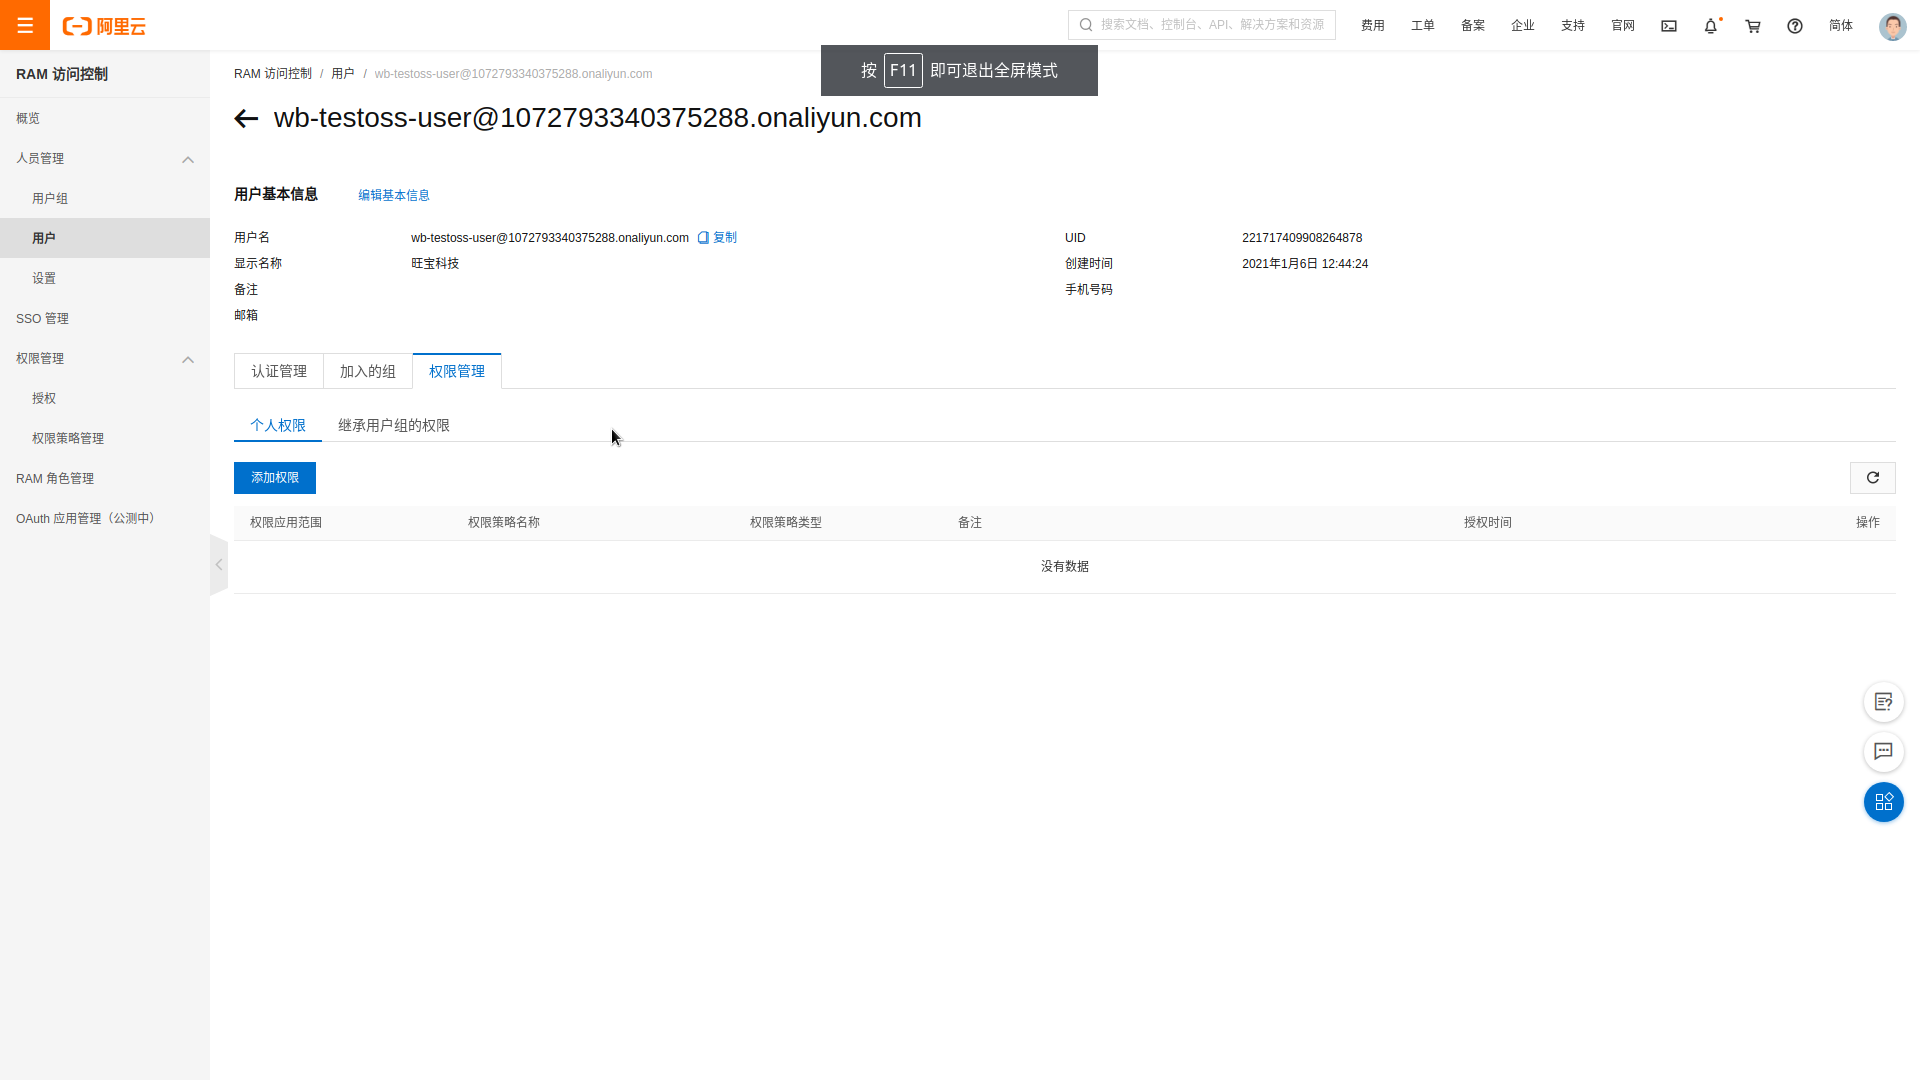 阿里云
搜索文档、控制台、API、解决方案和资源
费用
工单
备案
企业
支持
官网
简体
按 F11 即可退出全屏模式
RAM 访问控制
概览
人员管理
用户组
用户
设置
SSO 管理
权限管理
授权
权限策略管理
RAM 角色管理
OAuth 应用管理（公测中）
RAM 访问控制 / 用户 / wb-testoss-user@1072793340375288.onaliyun.com
wb-testoss-user@1072793340375288.onaliyun.com
用户基本信息 编辑基本信息
用户名 wb-testoss-user@1072793340375288.onaliyun.com 复制 UID 221717409908264878
显示名称 旺宝科技 创建时间 2021年1月6日 12:44:24
备注 手机号码
邮箱
认证管理 加入的组 权限管理
个人权限 继承用户组的权限
添加权限
权限应用范围 权限策略名称 权限策略类型 备注 授权时间 操作
没有数据